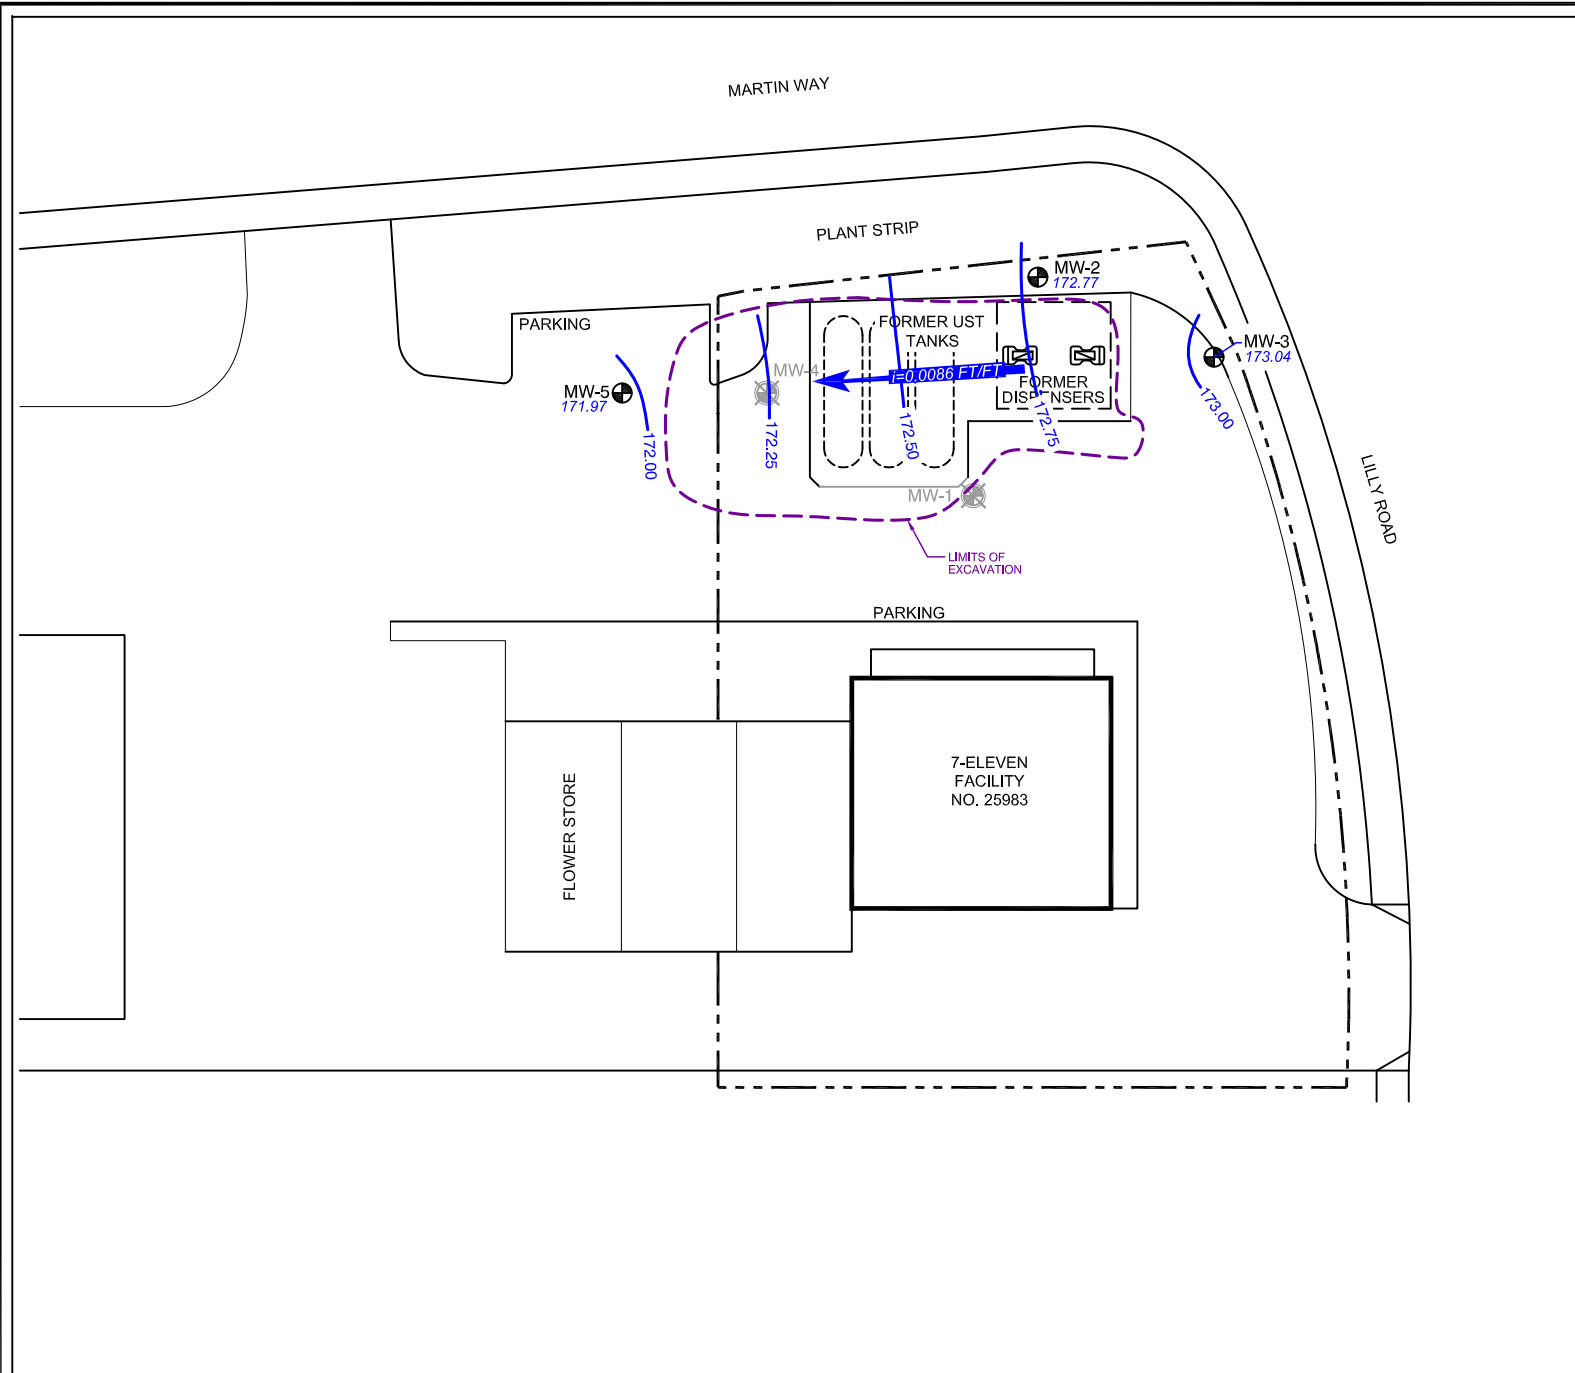 MARTIN WAY
PLANT STRIP
MW-2
172.77
PARKING
FORMER UST
TANKS
MW-3
173.04
MW-4
i=0.0086 FT/FT
FORMER
DISPENSERS
MW-5
171.97
172.00
172.25
172.50
172.75
173.00
MW-1
LILLY ROAD
LIMITS OF
EXCAVATION
PARKING
7-ELEVEN
FACILITY
NO. 25983
FLOWER STORE